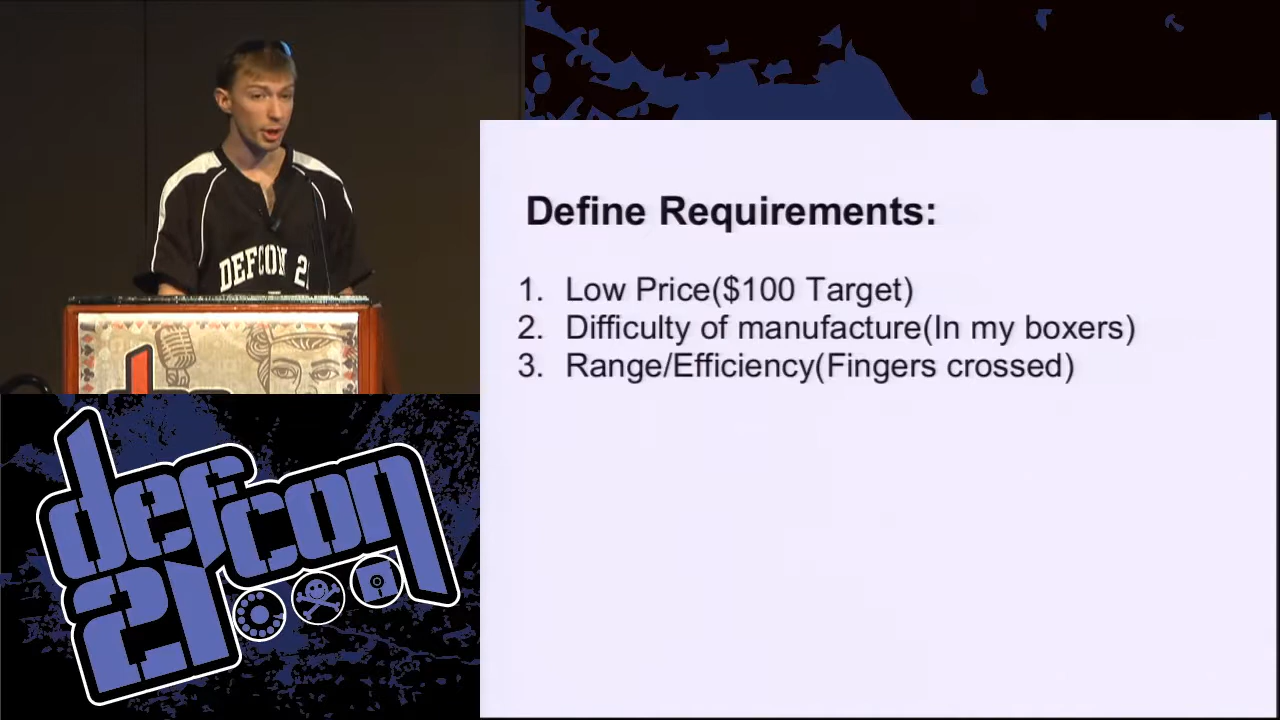 DEFCON 21
Define Requirements:
1. Low Price($100 Target)
2. Difficulty of manufacture(In my boxers)
3. Range/Efficiency(Fingers crossed)
defcon
21